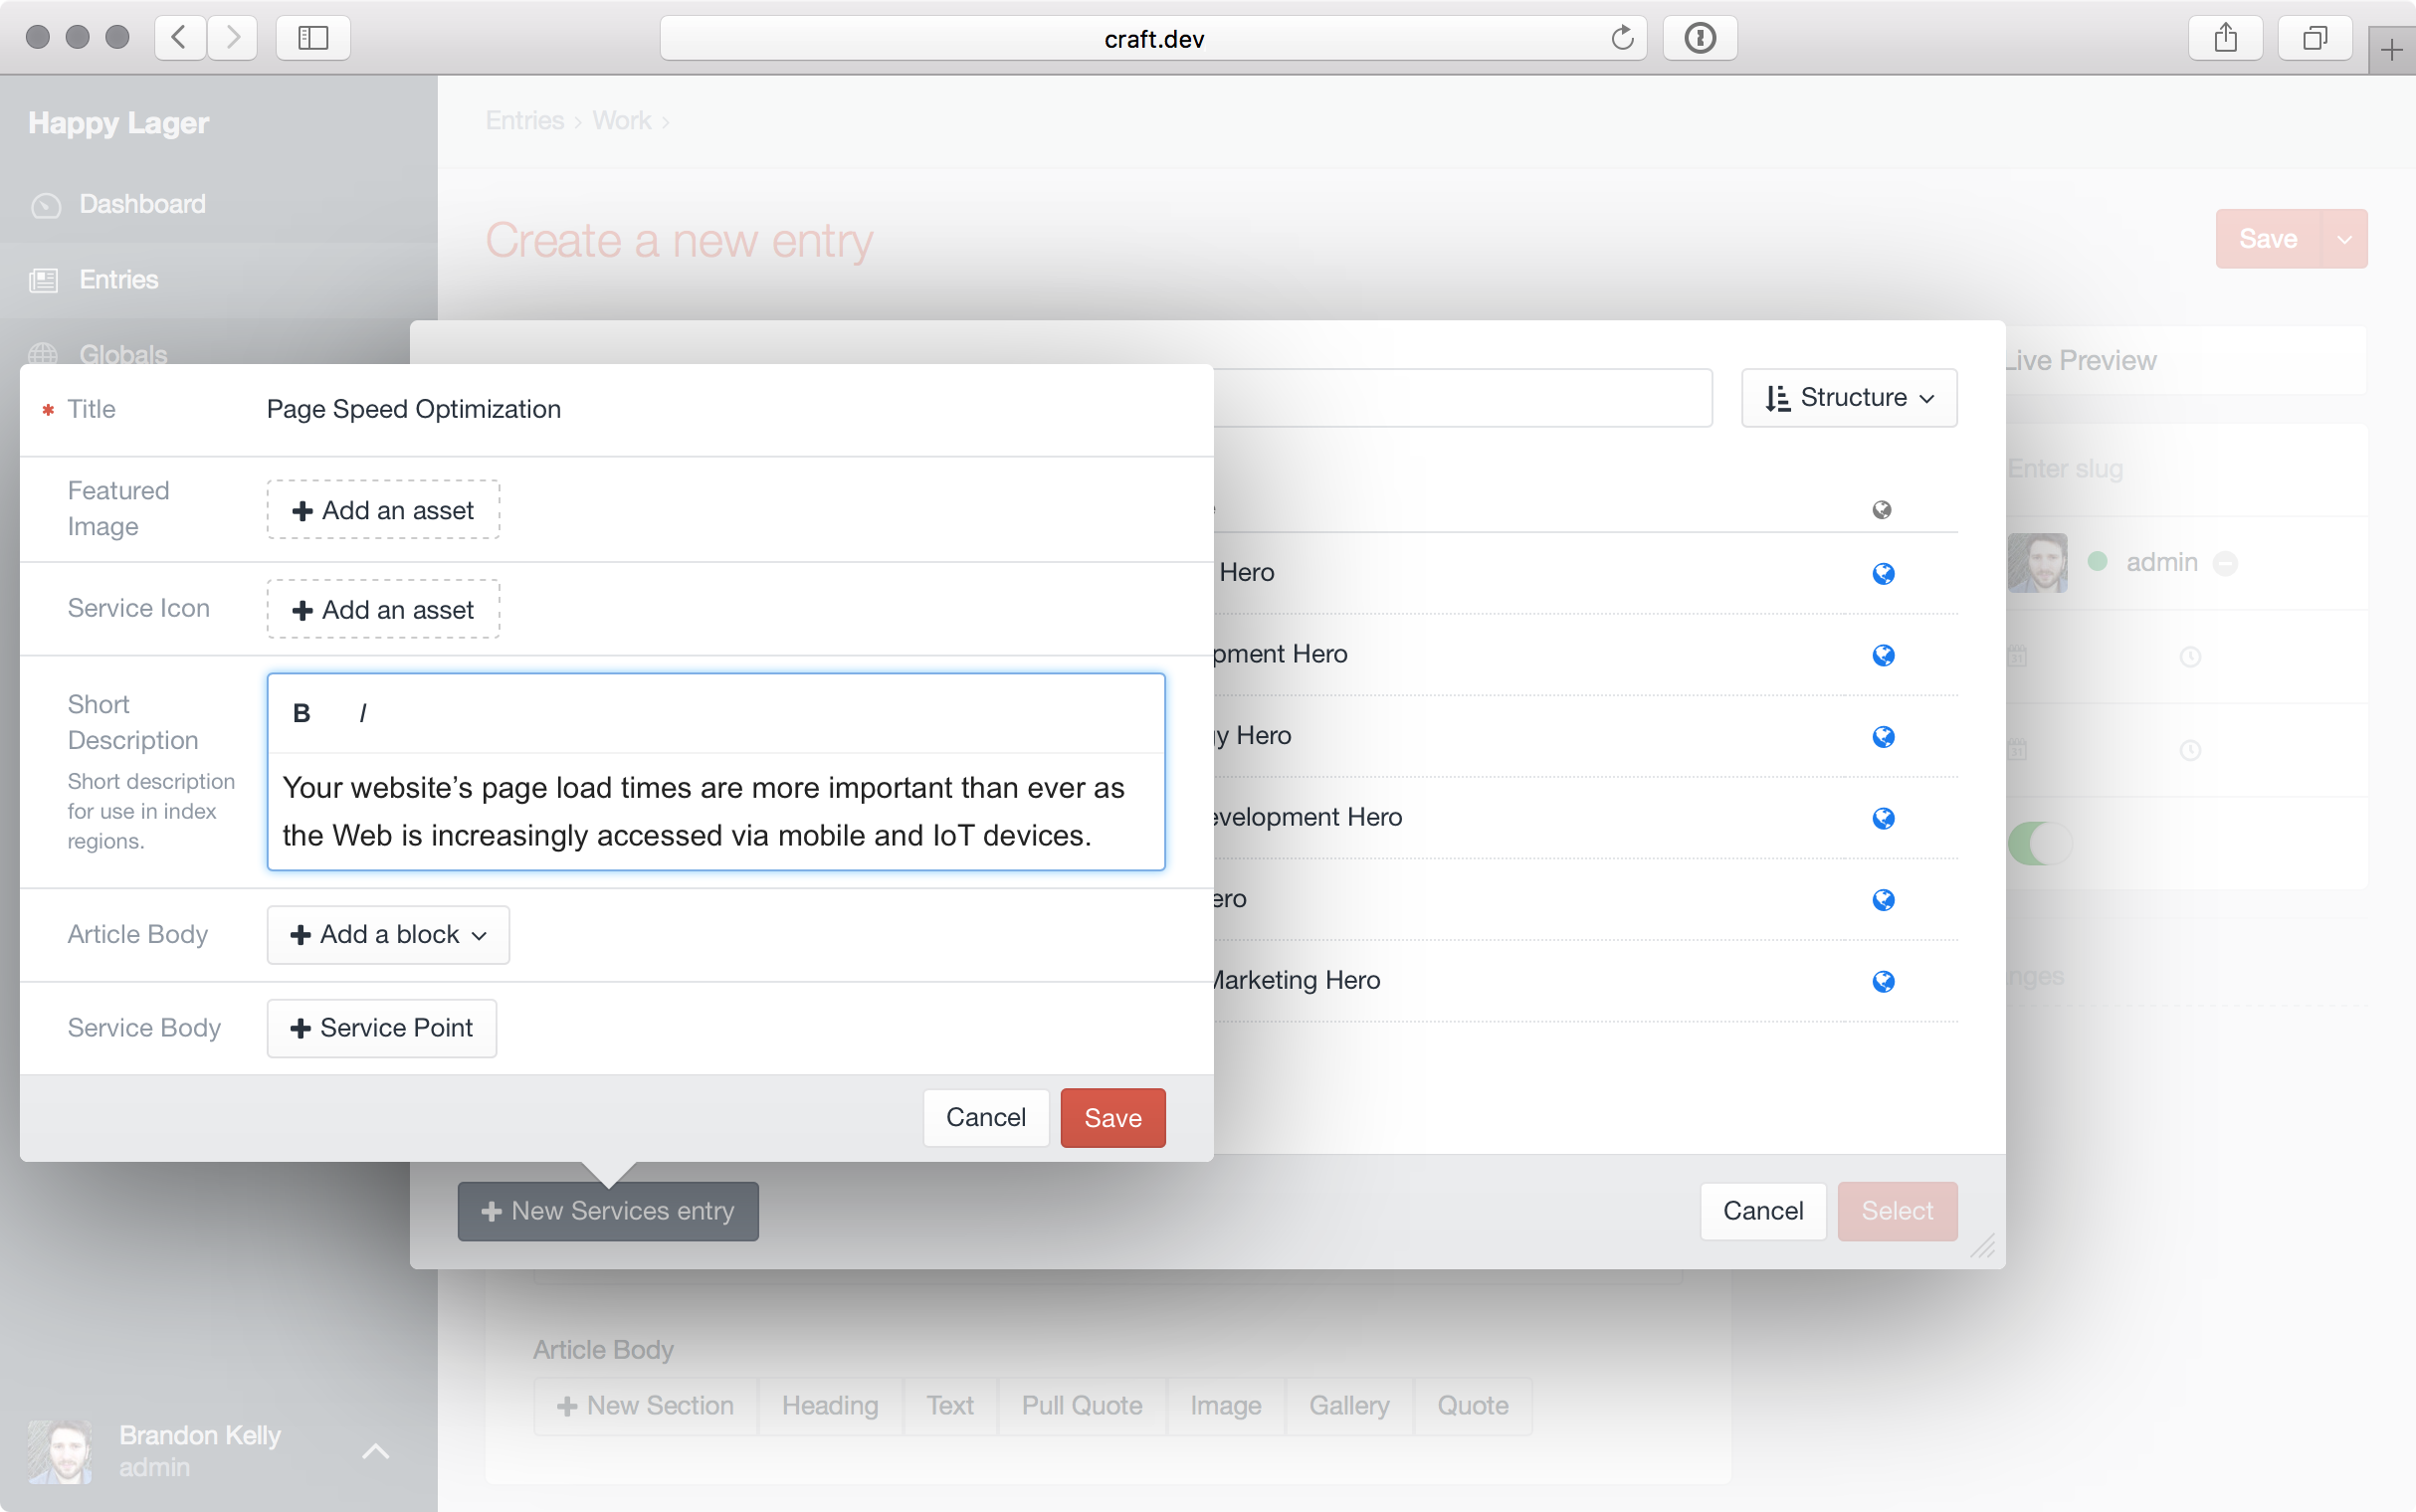 craft.dev
Happy Lager
Dashboard
Entries
Globals
Entries › Work ›
Create a new entry
Save
Live Preview
Enter slug
admin
Structure
Hero
pment Hero
y Hero
evelopment Hero
ero
Marketing Hero
* Title
Page Speed Optimization
Featured
Image
+ Add an asset
Service Icon
+ Add an asset
Short
Description
Short description
for use in index
regions.
B I
Your website’s page load times are more important than ever as
the Web is increasingly accessed via mobile and IoT devices.
Article Body
+ Add a block
Service Body
+ Service Point
Cancel
Save
+ New Services entry
Cancel
Select
Article Body
+ New Section
Heading
Text
Pull Quote
Image
Gallery
Quote
Brandon Kelly
admin